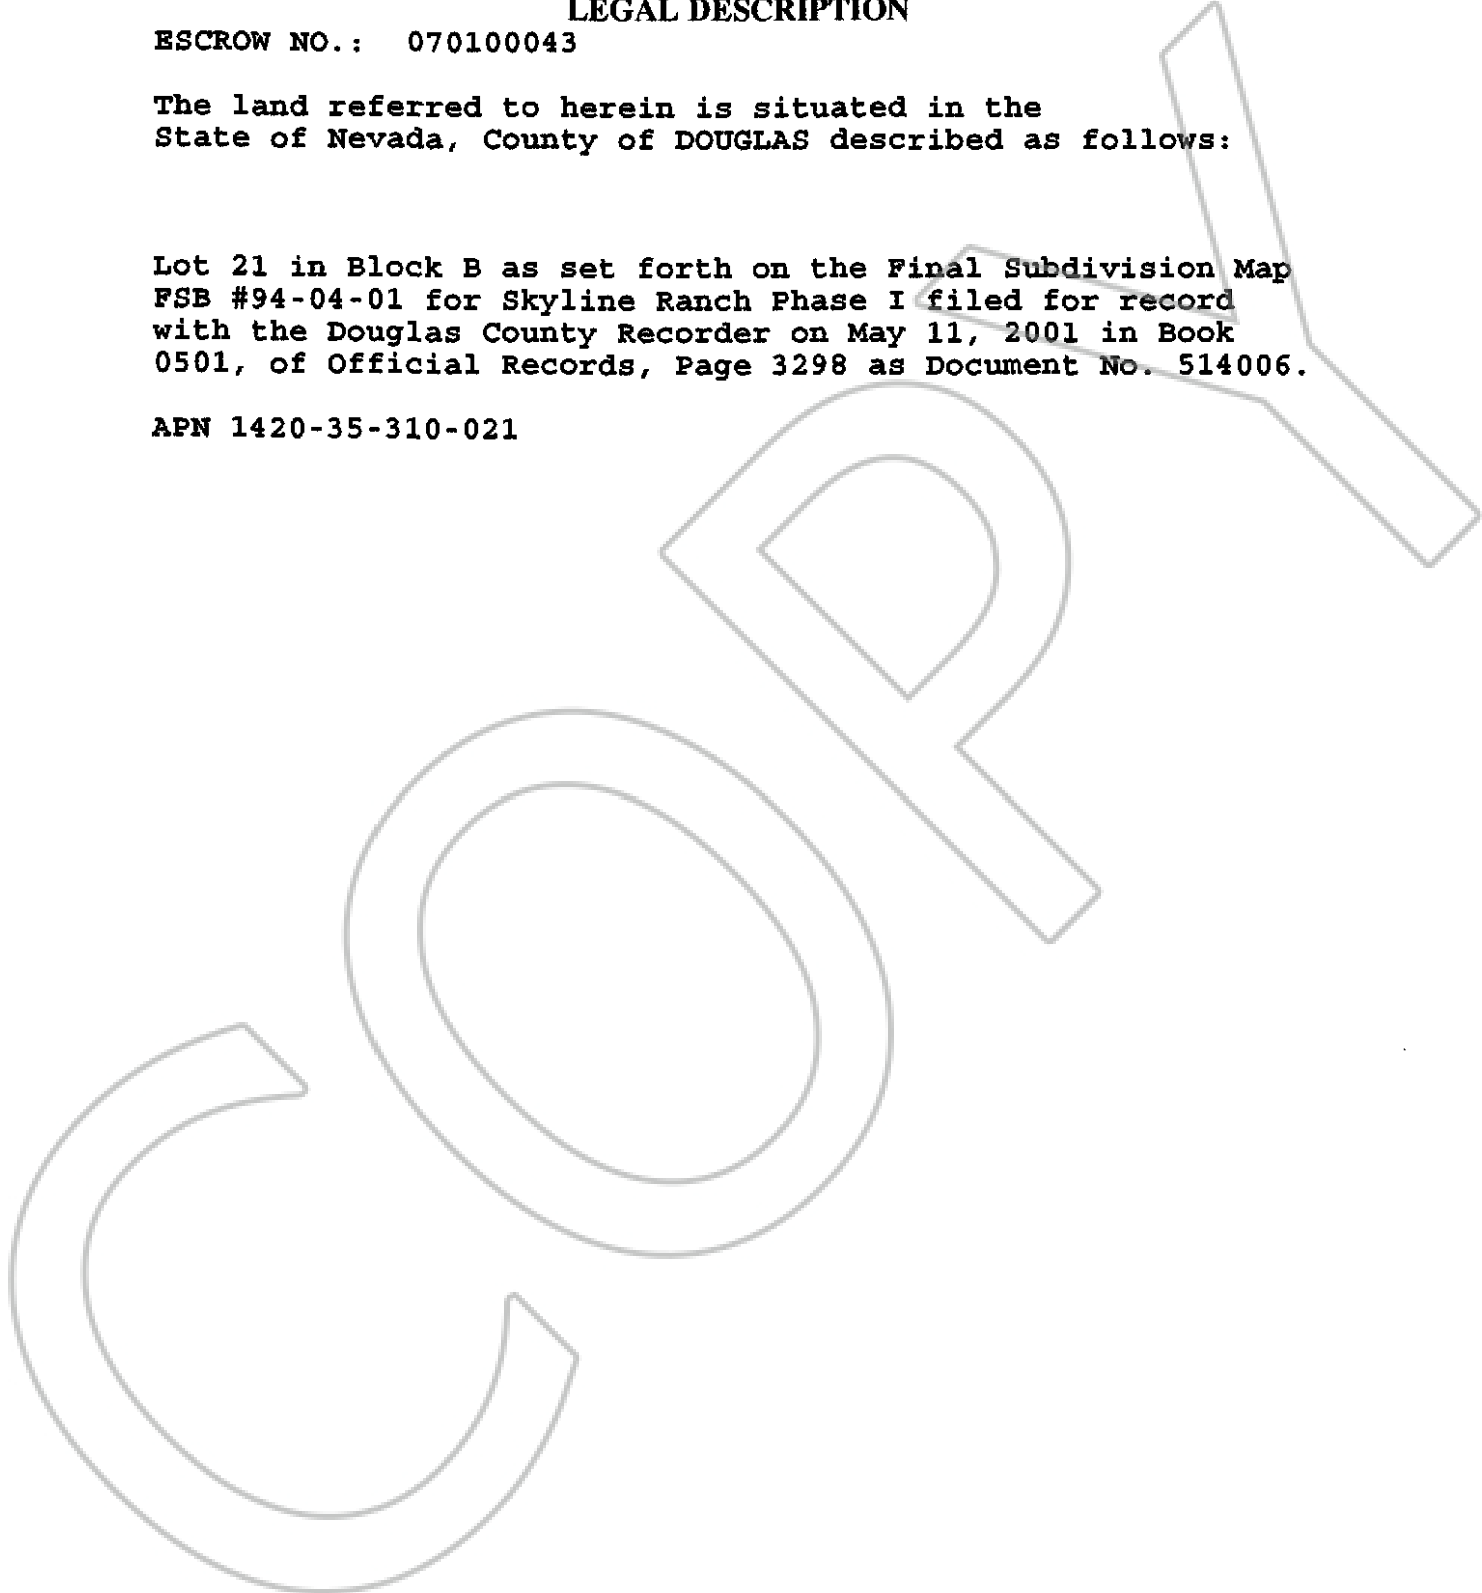 LEGAL DESCRIPTION
ESCROW NO.: 070100043
The land referred to herein is situated in the
State of Nevada, County of DOUGLAS described as follows:
Lot 21 in Block B as set forth on the Final Subdivision Map
FSB #94-04-01 for Skyline Ranch Phase I filed for record
with the Douglas County Recorder on May 11, 2001 in Book
0501, of Official Records, Page 3298 as Document No. 514006.
APN 1420-35-310-021
COPY